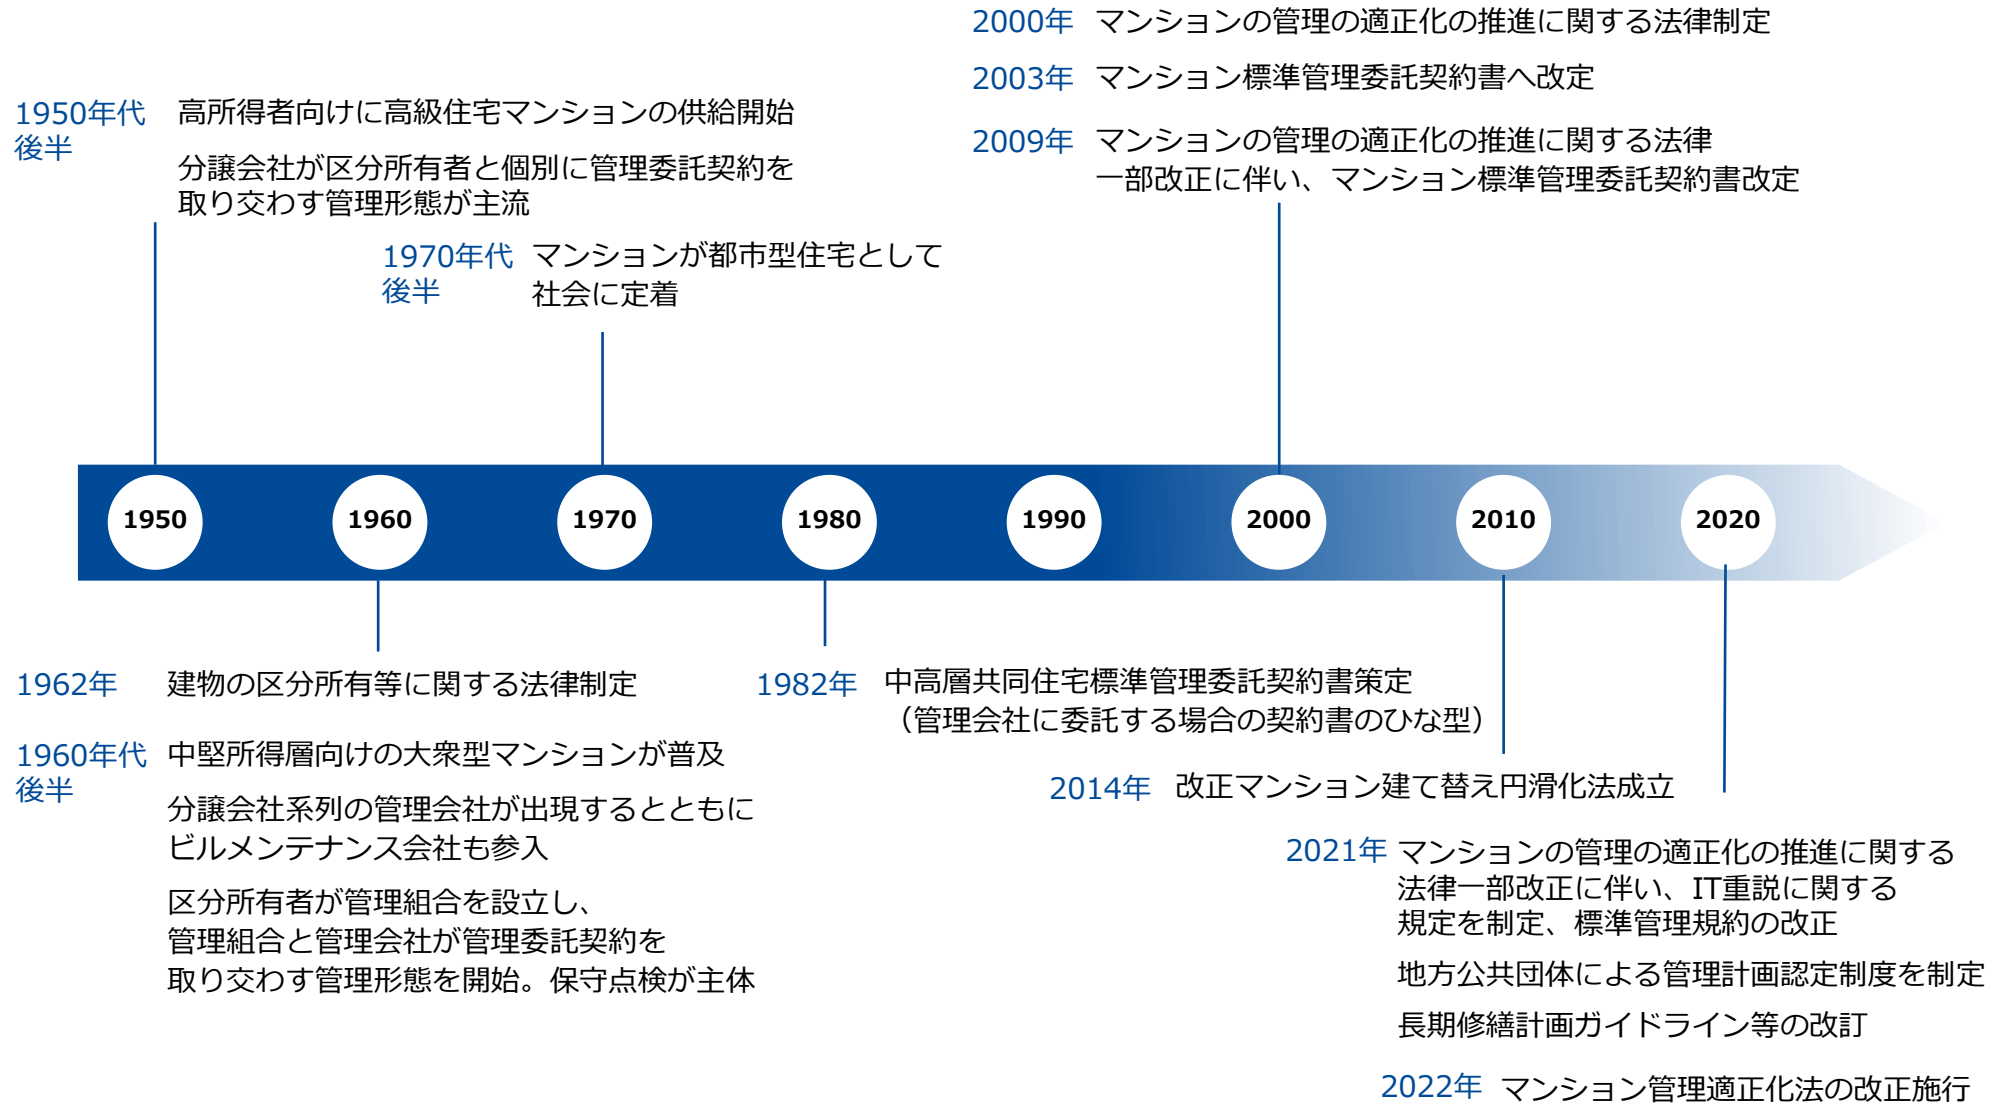 1950年代
後半
高所得者向けに高級住宅マンションの供給開始
分譲会社が区分所有者と個別に管理委託契約を
取り交わす管理形態が主流
1970年代
後半
マンションが都市型住宅として
社会に定着
2000年 マンションの管理の適正化の推進に関する法律制定
2003年 マンション標準管理委託契約書へ改定
2009年 マンションの管理の適正化の推進に関する法律
一部改正に伴い、マンション標準管理委託契約書改定
1950 1960 1970 1980 1990 2000 2010 2020
1962年 建物の区分所有等に関する法律制定
1960年代
後半
中堅所得層向けの大衆型マンションが普及
分譲会社系列の管理会社が出現するとともに
ビルメンテナンス会社も参入
区分所有者が管理組合を設立し、
管理組合と管理会社が管理委託契約を
取り交わす管理形態を開始。保守点検が主体
1982年 中高層共同住宅標準管理委託契約書策定
（管理会社に委託する場合の契約書のひな型）
2014年 改正マンション建て替え円滑化法成立
2021年 マンションの管理の適正化の推進に関する
法律一部改正に伴い、IT重説に関する
規定を制定、標準管理規約の改正
地方公共団体による管理計画認定制度を制定
長期修繕計画ガイドライン等の改訂
2022年 マンション管理適正化法の改正施行